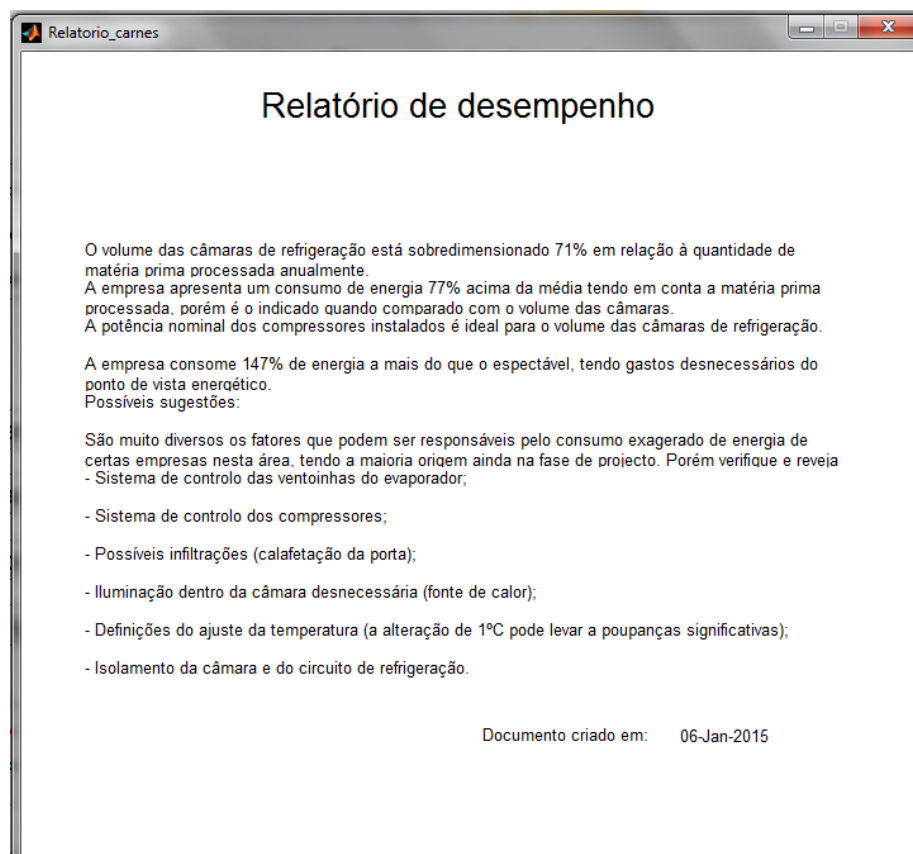 Relatorio_carnes
Relatório de desempenho
O volume das câmaras de refrigeração está sobredimensionado 71% em relação à quantidade de
matéria prima processada anualmente.
A empresa apresenta um consumo de energia 77% acima da média tendo em conta a matéria prima
processada, porém é o indicado quando comparado com o volume das câmaras.
A potência nominal dos compressores instalados é ideal para o volume das câmaras de refrigeração.
A empresa consome 147% de energia a mais do que o espectável, tendo gastos desnecessários do
ponto de vista energético.
Possíveis sugestões:
São muito diversos os fatores que podem ser responsáveis pelo consumo exagerado de energia de
certas empresas nesta área, tendo a maioria origem ainda na fase de projecto. Porém verifique e reveja
- Sistema de controlo das ventoinhas do evaporador;
- Sistema de controlo dos compressores;
- Possíveis infiltrações (calafetação da porta);
- Iluminação dentro da câmara desnecessária (fonte de calor);
- Definições do ajuste da temperatura (a alteração de 1ºC pode levar a poupanças significativas);
- Isolamento da câmara e do circuito de refrigeração.
Documento criado em: 06-Jan-2015